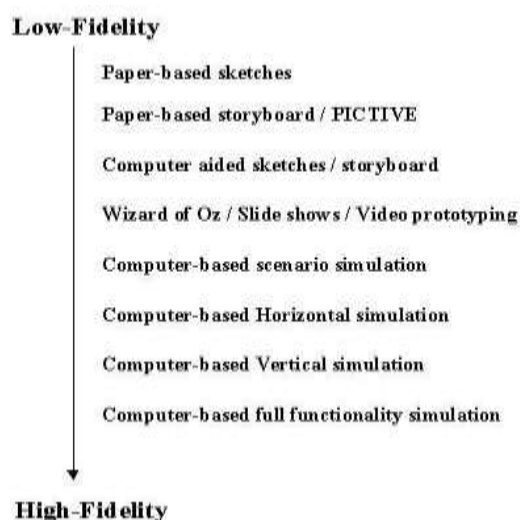 Low-Fidelity
Paper-based sketches
Paper-based storyboard / PICTIVE
Computer aided sketches / storyboard
Wizard of Oz / Slide shows / Video prototyping
Computer-based scenario simulation
Computer-based Horizontal simulation
Computer-based Vertical simulation
Computer-based full functionality simulation
High-Fidelity